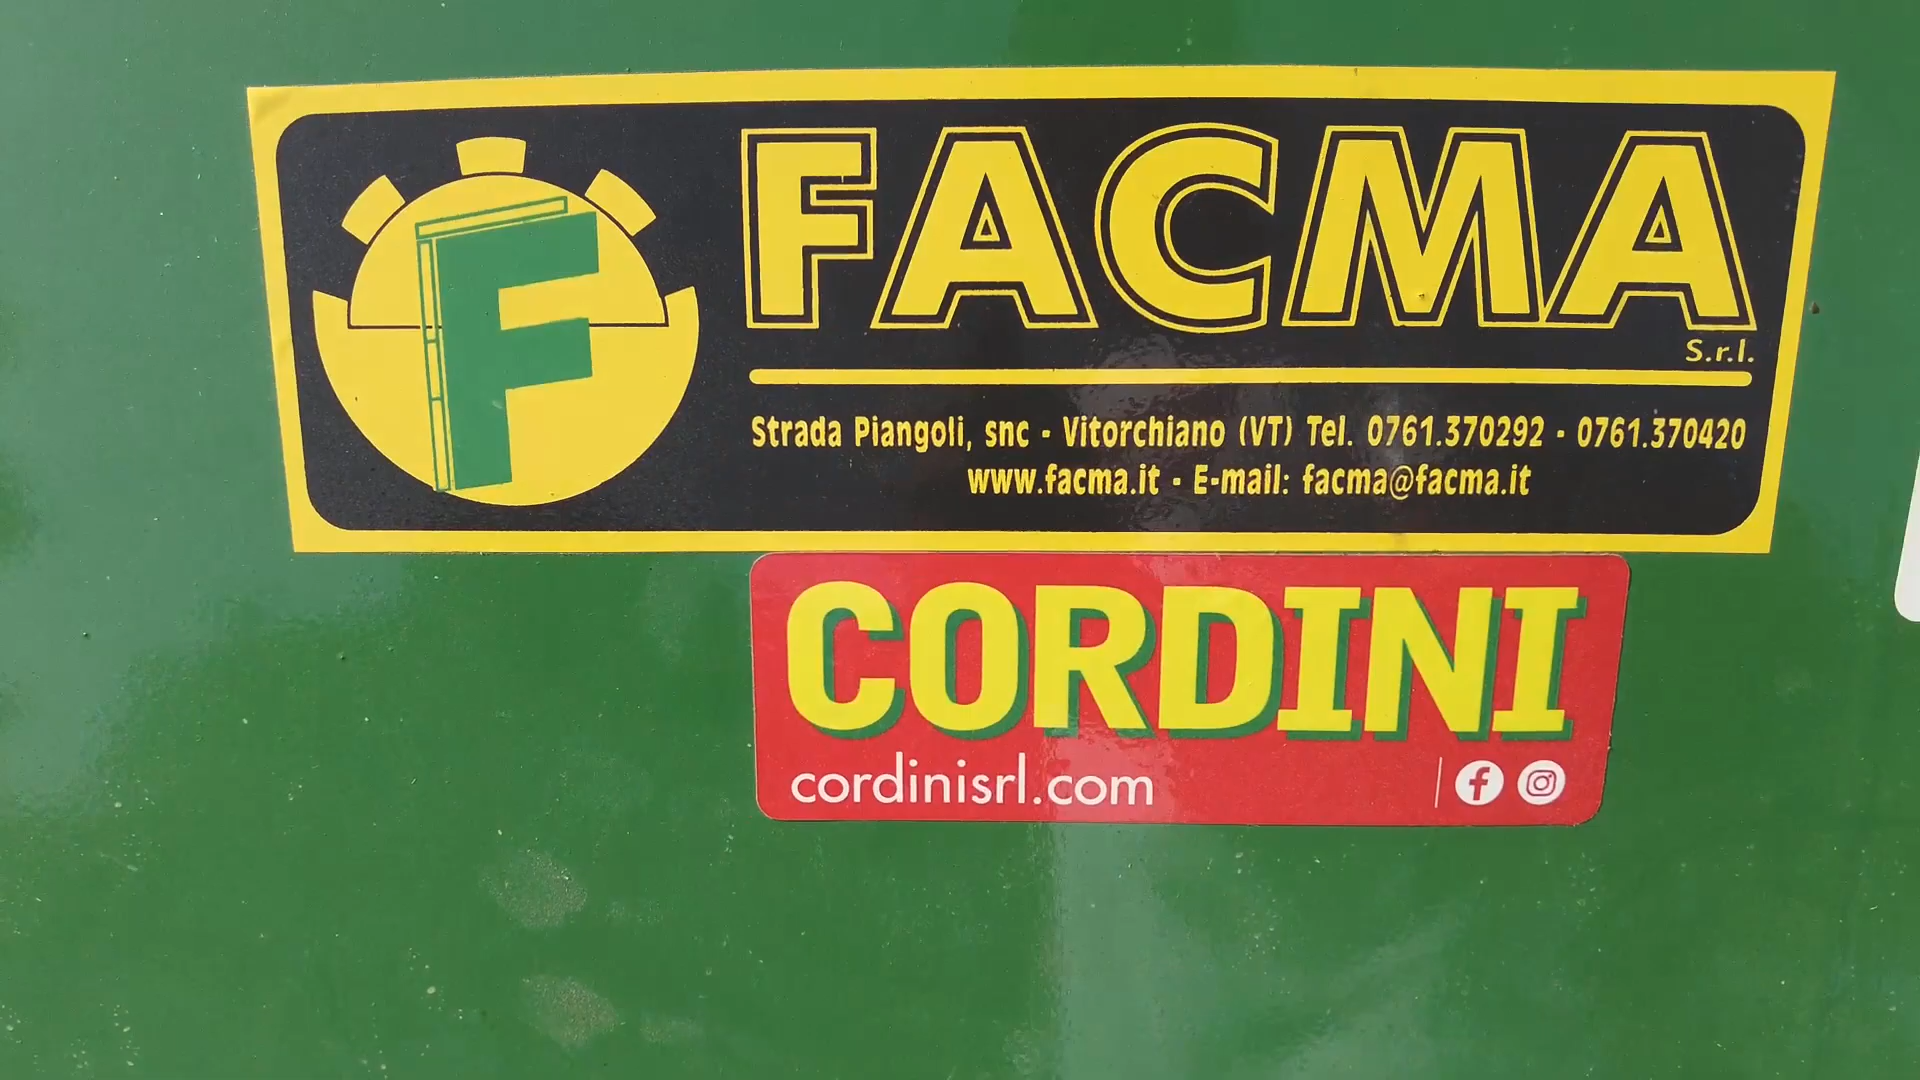 F
FACMA
S.r.l.
Strada Piangoli, snc - Vitorchiano (VT) Tel. 0761.370292 - 0761.370420
www.facma.it - E-mail: facma@facma.it
CORDINI
cordinisrl.com